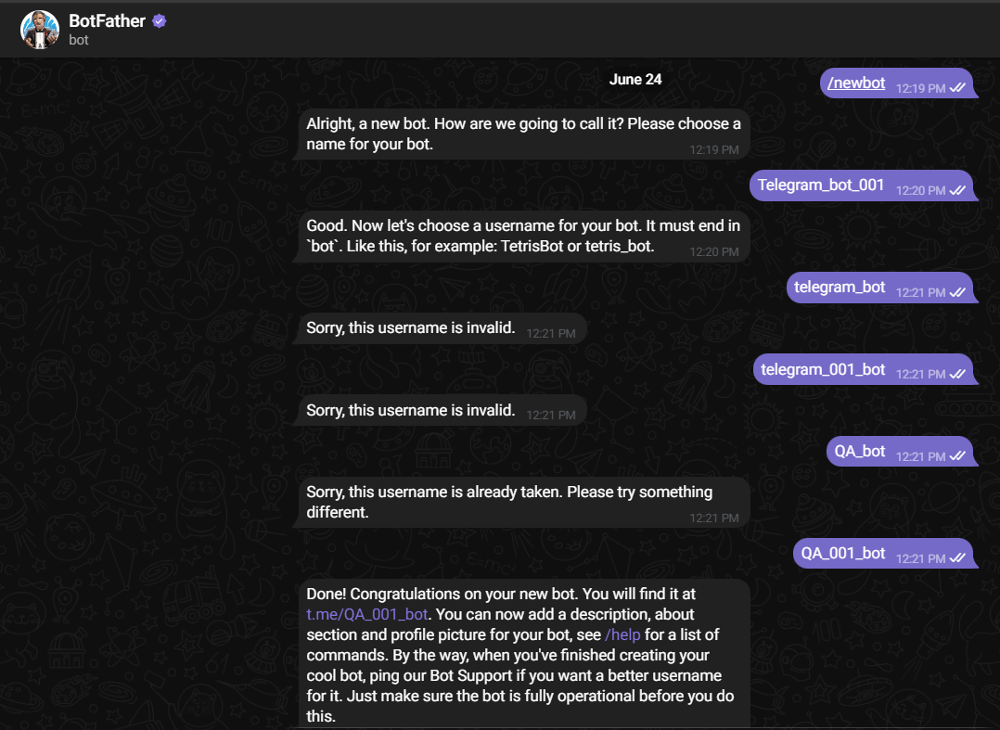 BotFather
bot
June 24
/newbot 12:19 PM
Alright, a new bot. How are we going to call it? Please choose a
name for your bot.
12:19 PM
Telegram_bot_001 12:20 PM
Good. Now let's choose a username for your bot. It must end in
`bot`. Like this, for example: TetrisBot or tetris_bot.
12:20 PM
telegram_bot 12:21 PM
Sorry, this username is invalid. 12:21 PM
telegram_001_bot 12:21 PM
Sorry, this username is invalid. 12:21 PM
QA_bot 12:21 PM
Sorry, this username is already taken. Please try something
different.
12:21 PM
QA_001_bot 12:21 PM
Done! Congratulations on your new bot. You will find it at
t.me/QA_001_bot. You can now add a description, about
section and profile picture for your bot, see /help for a list of
commands. By the way, when you've finished creating your
cool bot, ping our Bot Support if you want a better username
for it. Just make sure the bot is fully operational before you do
this.